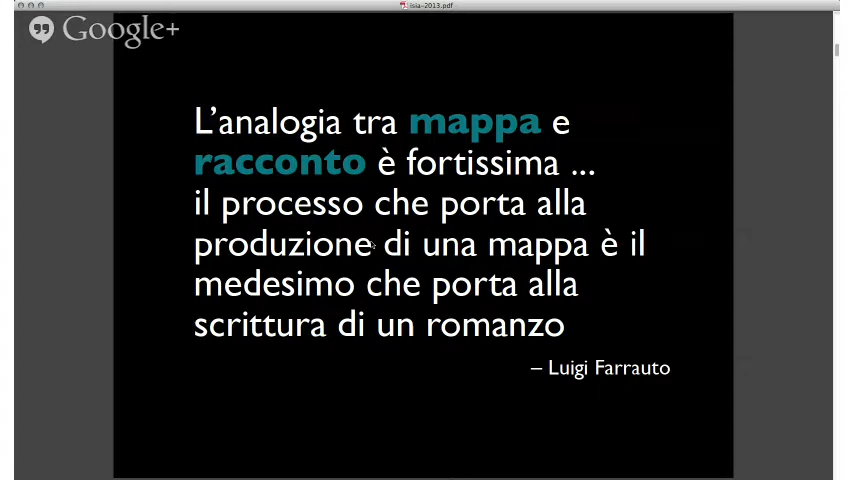 isia-2013.pdf
Google+
L'analogia tra mappa e
racconto è fortissima ...
il processo che porta alla
produzione di una mappa è il
medesimo che porta alla
scrittura di un romanzo
– Luigi Farrauto